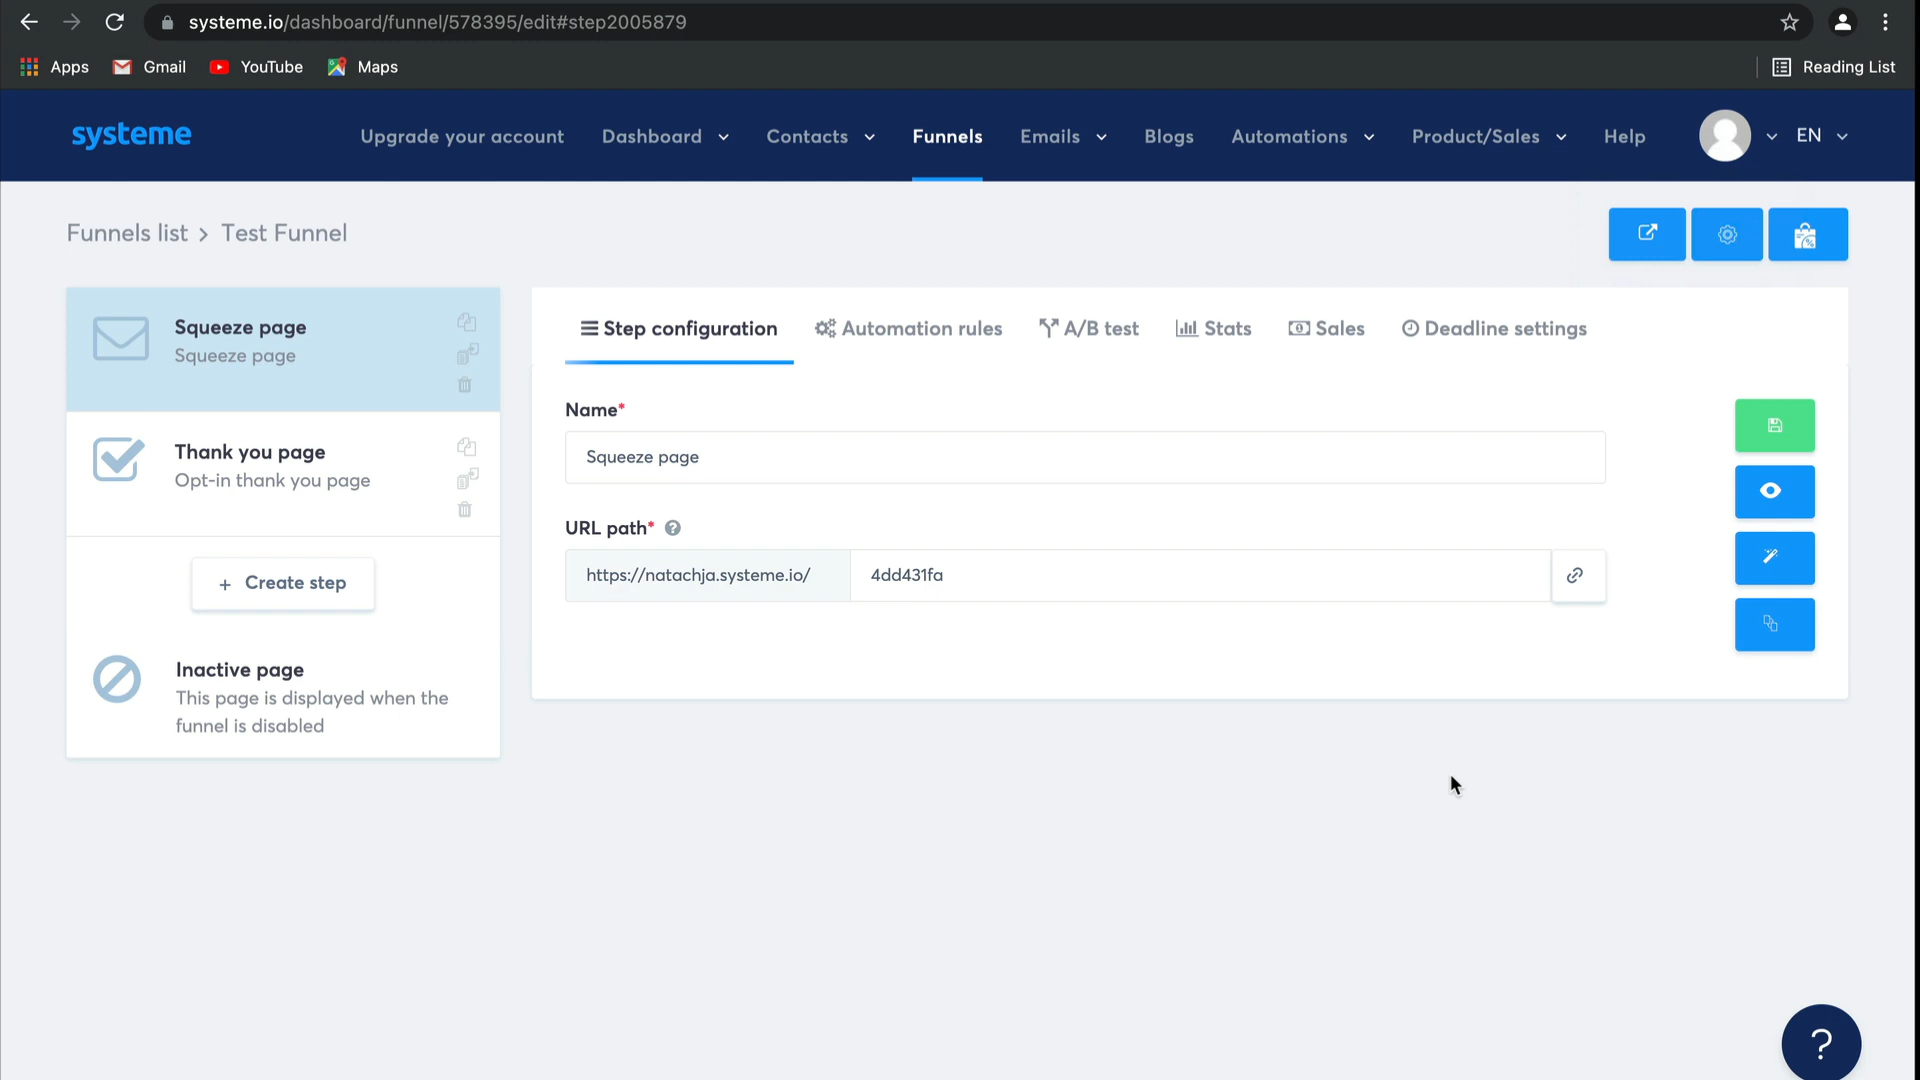 systeme.io/dashboard/funnel/578395/edit#step2005879
Apps Gmail YouTube Maps Reading List
systeme Upgrade your account Dashboard Contacts Funnels Emails Blogs Automations Product/Sales Help EN
Funnels list > Test Funnel
Squeeze page
Squeeze page
Thank you page
Opt-in thank you page
+ Create step
Inactive page
This page is displayed when the
funnel is disabled
Step configuration Automation rules A/B test Stats Sales Deadline settings
Name*
Squeeze page
URL path* ?
https://natachja.systeme.io/ 4dd431fa
?